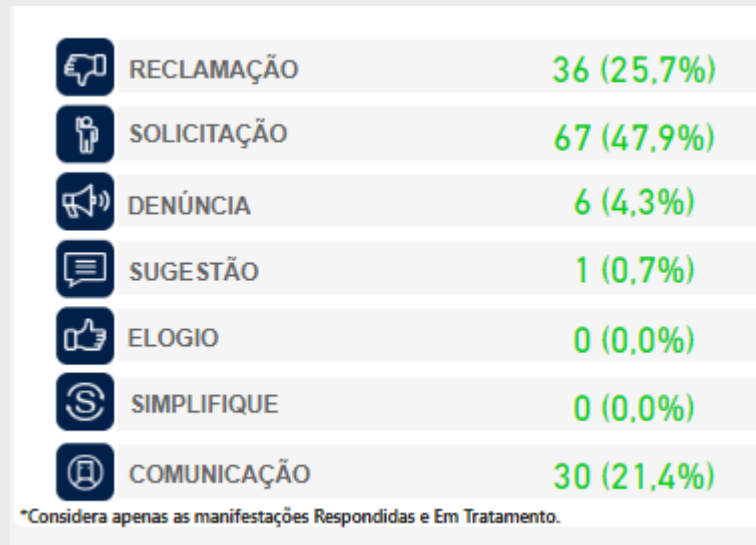 RECLAMAÇÃO 36 (25,7%)
SOLICITAÇÃO 67 (47,9%)
DENÚNCIA 6 (4,3%)
SUGESTÃO 1 (0,7%)
ELOGIO 0 (0,0%)
SIMPLIFIQUE 0 (0,0%)
COMUNICAÇÃO 30 (21,4%)
*Considera apenas as manifestações Respondidas e Em Tratamento.